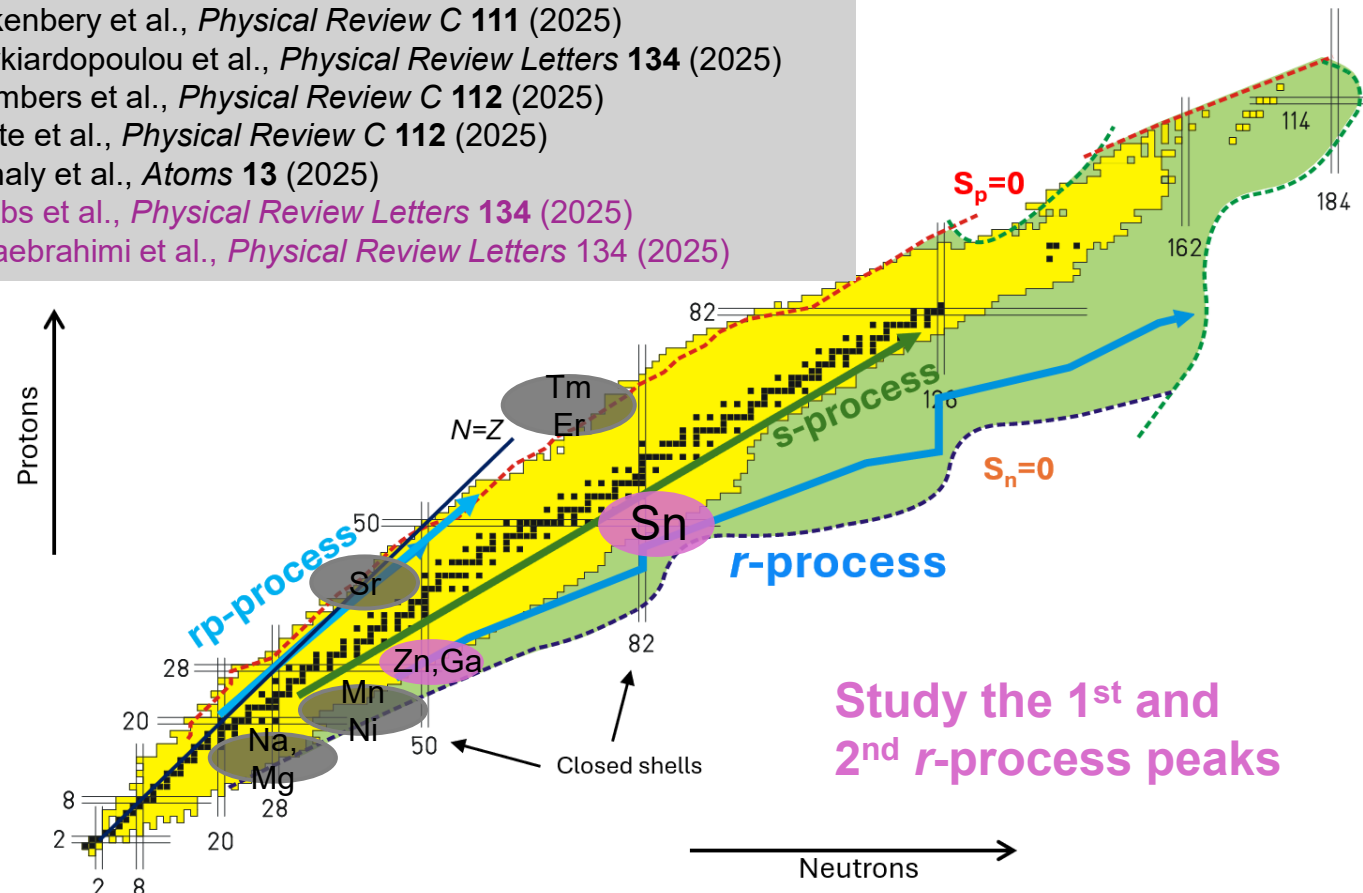 kenbery et al., Physical Review C 111 (2025)
kiardopoulou et al., Physical Review Letters 134 (2025)
mbers et al., Physical Review C 112 (2025)
te et al., Physical Review C 112 (2025)
naly et al., Atoms 13 (2025)
bs et al., Physical Review Letters 134 (2025)
aebrahimi et al., Physical Review Letters 134 (2025)
114
184
Sp=0
162
82
Protons
126
s-process
Tm
Er
N=Z
Sn=0
50
Sn
r-process
rp-process
Sr
82
28
Zn,Ga
Mn
Ni
20
50
Na,
Mg
Closed shells
Study the 1st and
2nd r-process peaks
8
28
2
20
Neutrons
2
8